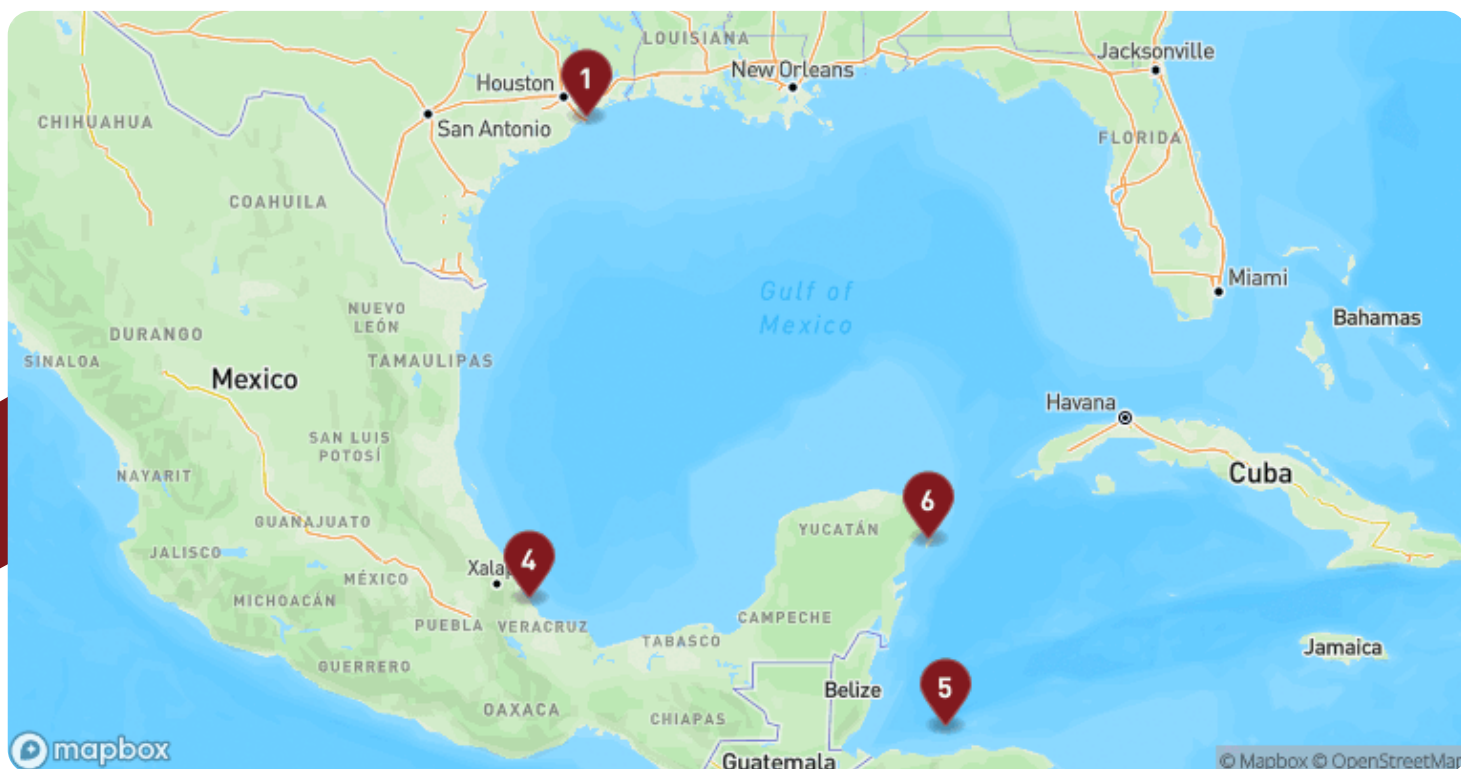 LOUISIANA
Jacksonville
New Orleans
Houston
1
CHIHUAHUA
San Antonio
FLORIDA
COAHUILA
Gulf of
Mexico
Miami
NUEVO
LEÓN
Bahamas
DURANGO
SINALOA
TAMAULIPAS
Mexico
Havana
SAN LUIS
POTOSÍ
Cuba
NAYARIT
6
GUANAJUATO
YUCATÁN
JALISCO
4
MÉXICO
MICHOACÁN
CAMPECHE
PUEBLA
VERACRUZ
TABASCO
Jamaica
GUERRERO
5
Belize
OAXACA
CHIAPAS
mapbox
Guatemala
© Mapbox © OpenStreetMap